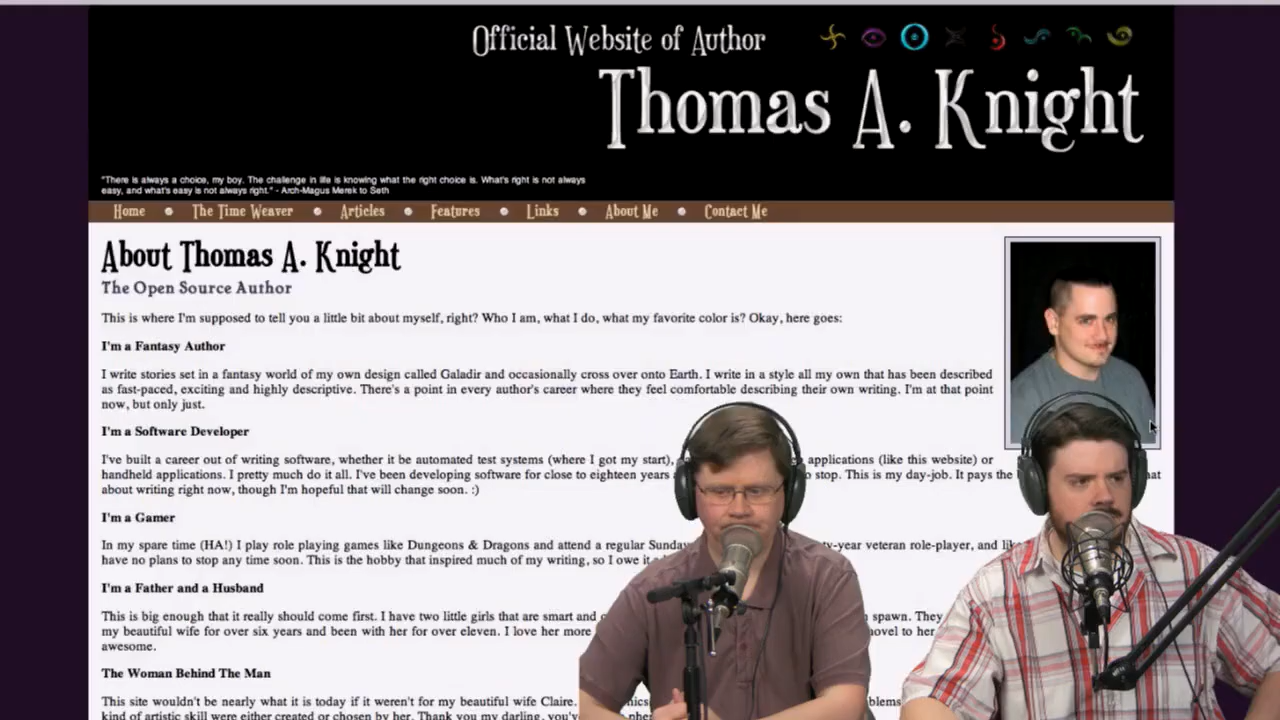 Official Website of Author
Thomas A. Knight
"There is always a choice, my boy. The challenge in life is knowing what the right choice is. What's right is not always
easy, and what's easy is not always right." - Arch-Magus Merek to Seth
Home The Time Weaver Articles Features Links About Me Contact Me
About Thomas A. Knight
The Open Source Author
This is where I'm supposed to tell you a little bit about myself, right? Who I am, what I do, what my favorite color is? Okay, here goes:
I'm a Fantasy Author
I write stories set in a fantasy world of my own design called Galadir and occasionally cross over onto Earth. I write in a style all my own that has been described
as fast-paced, exciting and highly descriptive. There's a point in every author's career where they feel comfortable describing their own writing. I'm at that point
now, but only just.
I'm a Software Developer
I've built a career out of writing software, whether it be automated test systems (where I got my start), applications (like this website) or
handheld applications. I pretty much do it all. I've been developing software for close to eighteen years stop. This is my day-job. It pays the
about writing right now, though I'm hopeful that will change soon. :)
I'm a Gamer
In my spare time (HA!) I play role playing games like Dungeons & Dragons and attend a regular Sunday veteran role-player, and
have no plans to stop any time soon. This is the hobby that inspired much of my writing, so I owe it
I'm a Father and a Husband
This is big enough that it really should come first. I have two little girls that are smart and spawn. They
my beautiful wife for over six years and been with her for over eleven. I love her more novel to her
awesome.
The Woman Behind The Man
This site wouldn't be nearly what it is today if it weren't for my beautiful wife Claire.
kind of artistic skill were either created or chosen by her. Thank you my darling,